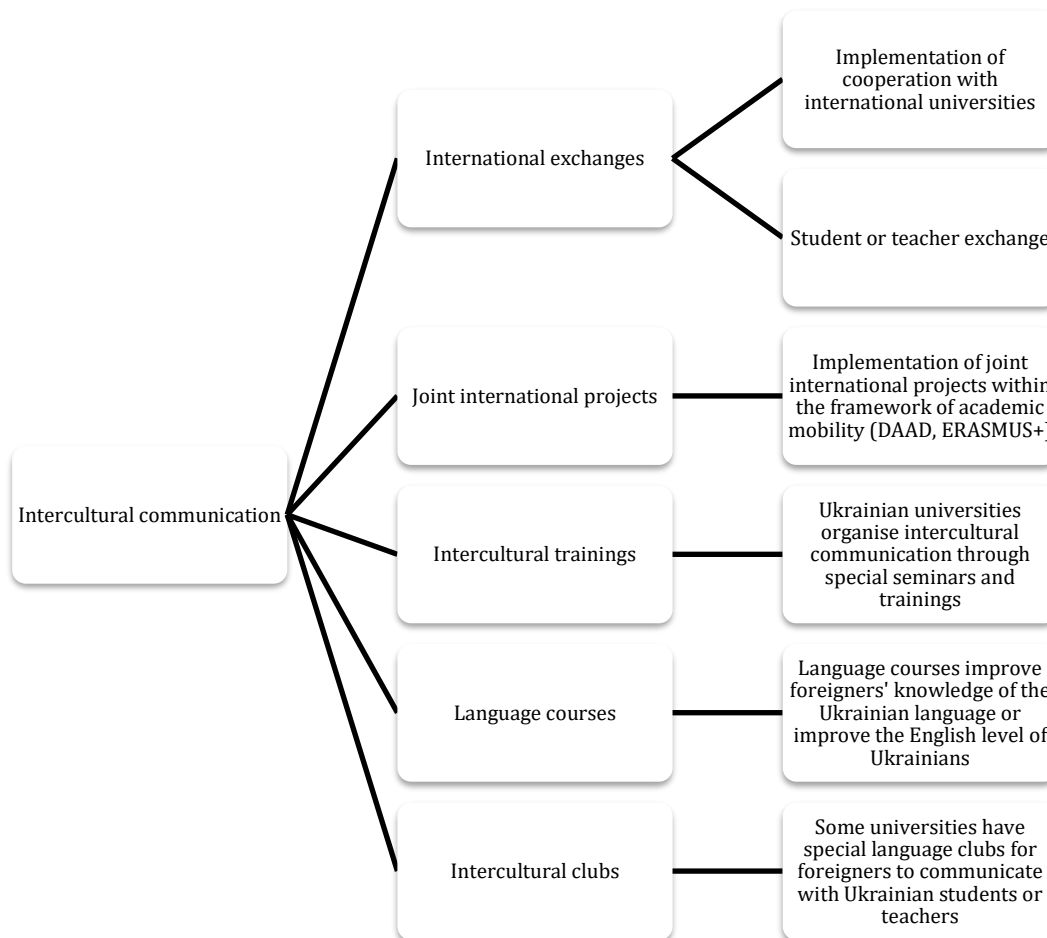 Intercultural communication
International exchanges
Implementation of
cooperation with
international universities
Student or teacher exchange
Joint international projects
Implementation of joint
international projects within
the framework of academic
mobility (DAAD, ERASMUS+)
Intercultural trainings
Ukrainian universities
organise intercultural
communication through
special seminars and
trainings
Language courses
Language courses improve
foreigners' knowledge of the
Ukrainian language or
improve the English level of
Ukrainians
Intercultural clubs
Some universities have
special language clubs for
foreigners to communicate
with Ukrainian students or
teachers